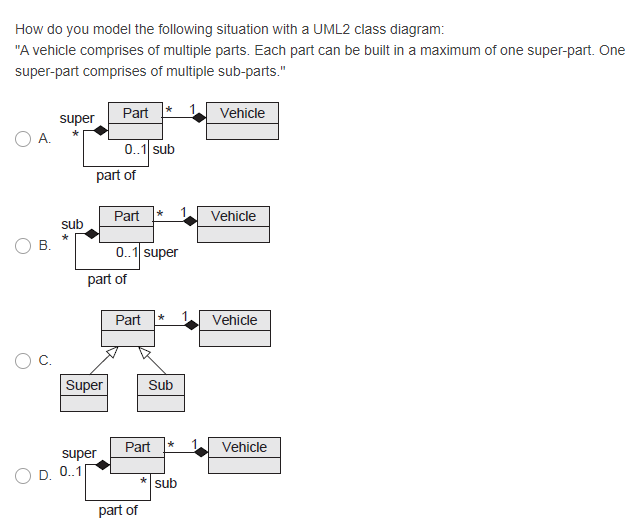 How do you model the following situation with a UML2 class diagram:
"A vehicle comprises of multiple parts. Each part can be built in a maximum of one super-part. One
super-part comprises of multiple sub-parts."
super Part * 1 Vehicle
A. *
0..1 sub
part of
sub Part * 1 Vehicle
B. *
0..1 super
part of
Part * 1 Vehicle
C.
Super Sub
super Part * 1 Vehicle
D. 0..1
* sub
part of